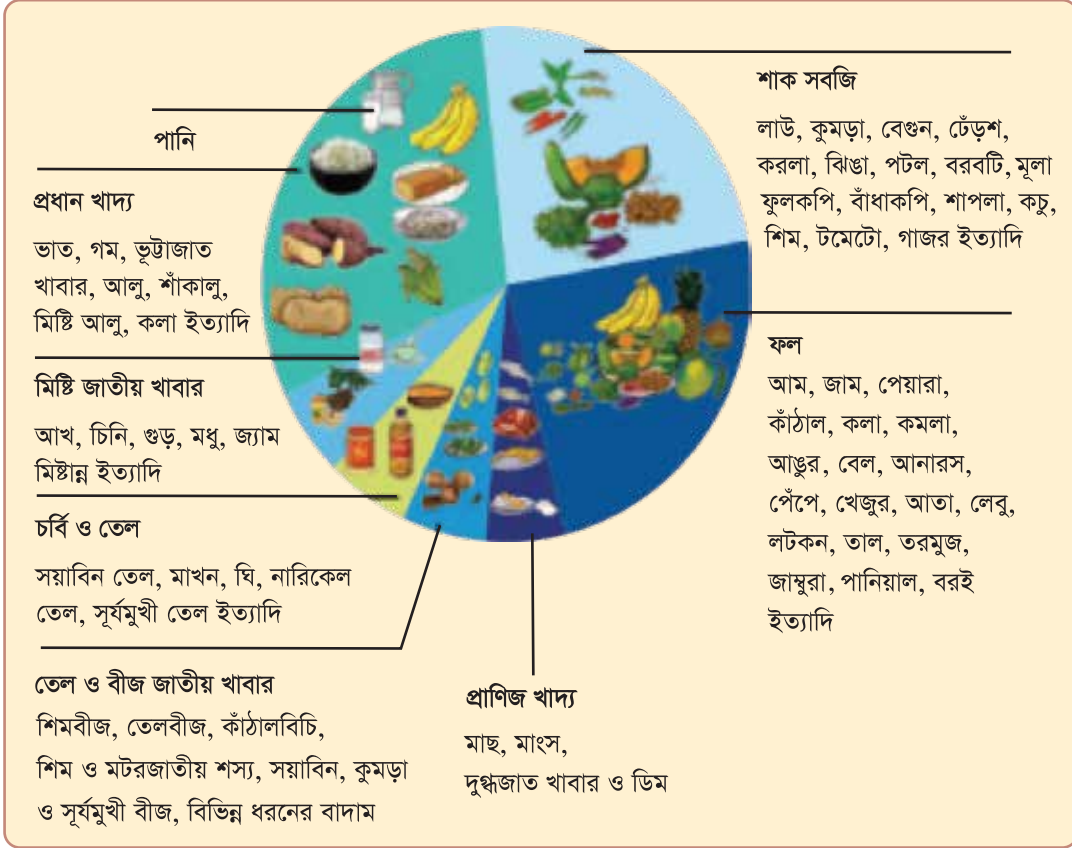 পানি
প্রধান খাদ্য
ভাত, গম, ভূট্টাজাত
খাবার, আলু, শাঁকালু,
মিষ্টি আলু, কলা ইত্যাদি
মিষ্টি জাতীয় খাবার
আখ, চিনি, গুড়, মধু, জ্যাম
মিষ্টান্ন ইত্যাদি
চর্বি ও তেল
সয়াবিন তেল, মাখন, ঘি, নারিকেল
তেল, সূর্যমুখী তেল ইত্যাদি
তেল ও বীজ জাতীয় খাবার
শিমবীজ, তেলবীজ, কাঁঠালবিচি,
শিম ও মটরজাতীয় শস্য, সয়াবিন, কুমড়া
ও সূর্যমুখী বীজ, বিভিন্ন ধরনের বাদাম
প্রাণিজ খাদ্য
মাছ, মাংস,
দুগ্ধজাত খাবার ও ডিম
শাক সবজি
লাউ, কুমড়া, বেগুন, ঢেঁড়শ,
করলা, ঝিঙা, পটল, বরবটি, মূলা
ফুলকপি, বাঁধাকপি, শাপলা, কচু,
শিম, টমেটো, গাজর ইত্যাদি
ফল
আম, জাম, পেয়ারা,
কাঁঠাল, কলা, কমলা,
আঙুর, বেল, আনারস,
পেঁপে, খেজুর, আতা, লেবু,
লটকন, তাল, তরমুজ,
জাম্বুরা, পানিয়াল, বরই
ইত্যাদি